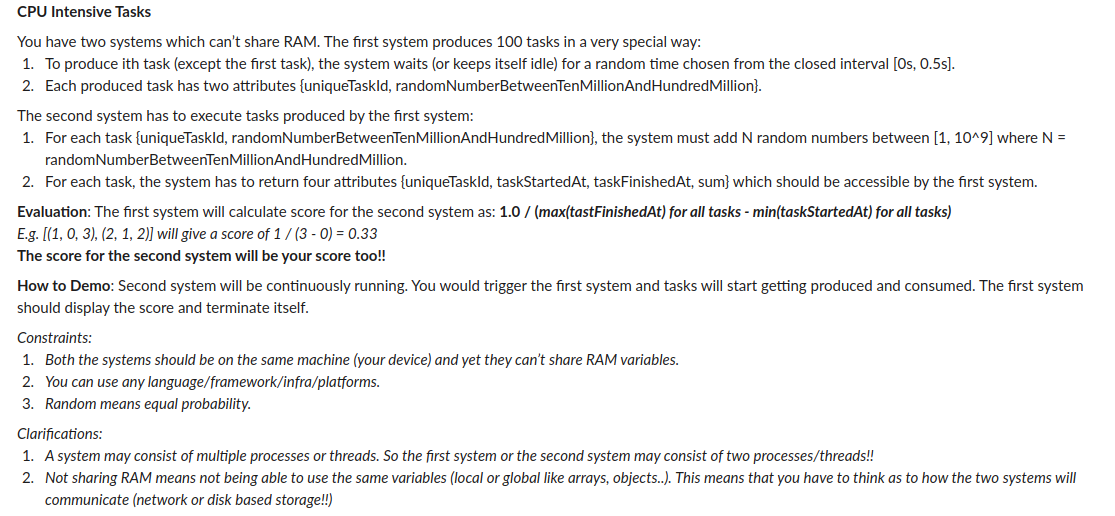 CPU Intensive Tasks
You have two systems which can't share RAM. The first system produces 100 tasks in a very special way:
1. To produce ith task (except the first task), the system waits (or keeps itself idle) for a random time chosen from the closed interval [0s, 0.5s].
2. Each produced task has two attributes {uniqueTaskId, randomNumberBetweenTenMillionAndHundredMillion}.
The second system has to execute tasks produced by the first system:
1. For each task {uniqueTaskId, randomNumberBetweenTenMillionAndHundredMillion}, the system must add N random numbers between [1, 10^9] where N =
randomNumberBetweenTenMillionAndHundredMillion.
2. For each task, the system has to return four attributes {uniqueTaskId, taskStartedAt, taskFinishedAt, sum} which should be accessible by the first system.
Evaluation: The first system will calculate score for the second system as: 1.0 / (max(tastFinishedAt) for all tasks - min(taskStartedAt) for all tasks)
E.g. [(1, 0, 3), (2, 1, 2)] will give a score of 1 / (3 - 0) = 0.33
The score for the second system will be your score too!!
How to Demo: Second system will be continuously running. You would trigger the first system and tasks will start getting produced and consumed. The first system
should display the score and terminate itself.
Constraints:
1. Both the systems should be on the same machine (your device) and yet they can't share RAM variables.
2. You can use any language/framework/infra/platforms.
3. Random means equal probability.
Clarifications:
1. A system may consist of multiple processes or threads. So the first system or the second system may consist of two processes/threads!!
2. Not sharing RAM means not being able to use the same variables (local or global like arrays, objects..). This means that you have to think as to how the two systems will
communicate (network or disk based storage!!)